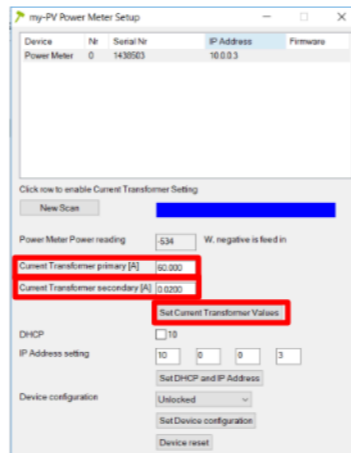 my-PV Power Meter Setup
Device Nr Serial Nr IP Address Firmware
Power Meter 0 1438503 10.0.0.3
Click row to enable Current Transformer Setting
New Scan
Power Meter Power reading -534 W, negative is feed in
Current Transformer primary [A] 60.000
Current Transformer secondary [A] 0.0200
Set Current Transformer Values
DHCP 10
IP Address setting 10 0 0 3
Set DHCP and IP Address
Device configuration Unlocked
Set Device configuration
Device reset